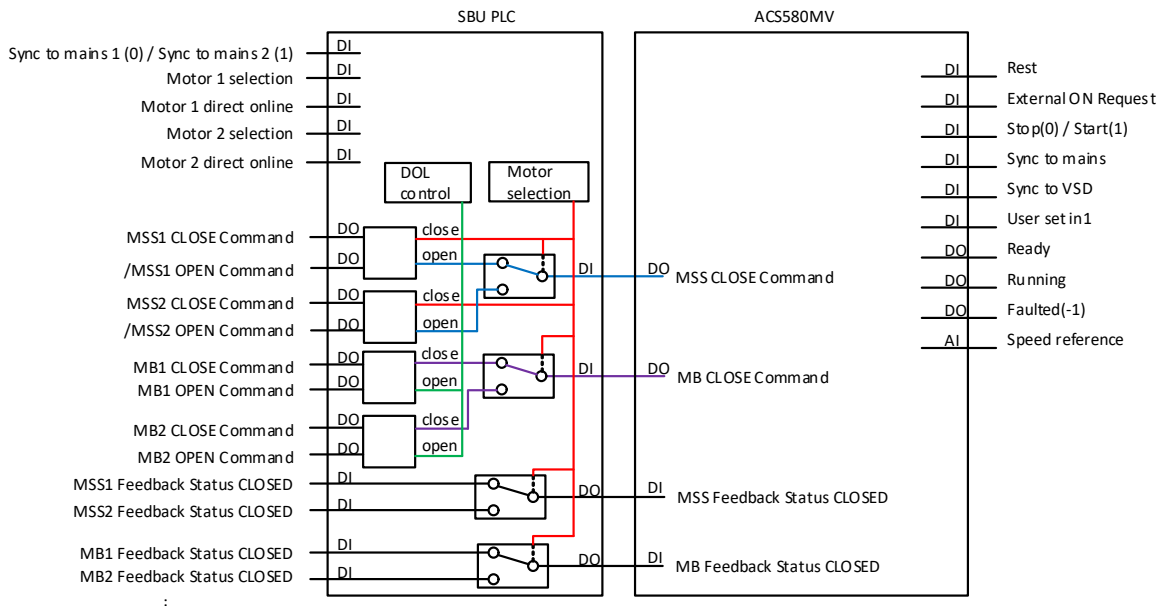 SBU PLC
ACS580MV
Sync to mains 1 (0) / Sync to mains 2 (1)
DI
Motor 1 selection
DI
Motor 1 direct online
DI
Motor 2 selection
DI
Motor 2 direct online
DI
DOL
control
Motor
selection
MSS1 CLOSE Command
DO
close
/MSS1 OPEN Command
DO
open
MSS2 CLOSE Command
DO
close
/MSS2 OPEN Command
DO
open
DI
DO
MSS CLOSE Command
MB1 CLOSE Command
DO
close
MB1 OPEN Command
DO
open
MB2 CLOSE Command
DO
close
MB2 OPEN Command
DO
open
DI
DO
MB CLOSE Command
MSS1 Feedback Status CLOSED
DI
MSS2 Feedback Status CLOSED
DI
DO
DI
MSS Feedback Status CLOSED
MB1 Feedback Status CLOSED
DI
MB2 Feedback Status CLOSED
DI
DO
DI
MB Feedback Status CLOSED
⋮
DI
Rest
DI
External ON Request
DI
Stop(0) / Start(1)
DI
Sync to mains
DI
Sync to VSD
DI
User set in1
DO
Ready
DO
Running
DO
Faulted(-1)
AI
Speed reference